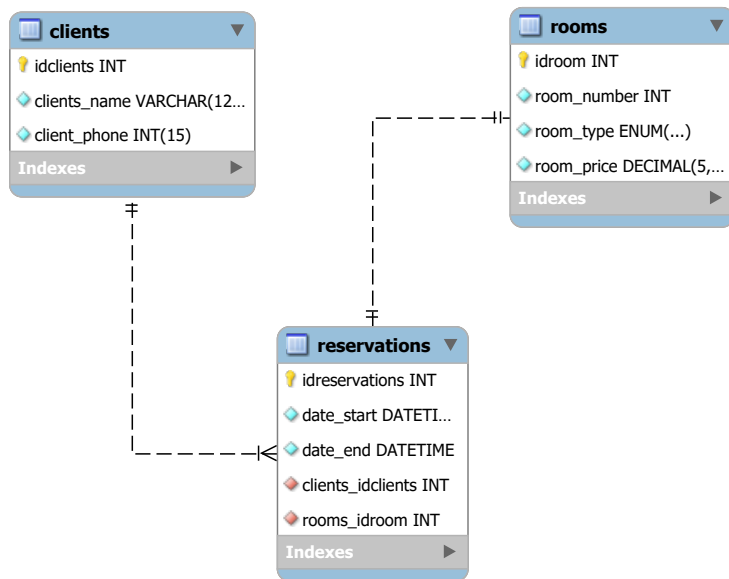 clients
idclients INT
clients_name VARCHAR(12...
client_phone INT(15)
Indexes
rooms
idroom INT
room_number INT
room_type ENUM(...)
room_price DECIMAL(5,...
Indexes
reservations
idreservations INT
date_start DATETI...
date_end DATETIME
clients_idclients INT
rooms_idroom INT
Indexes